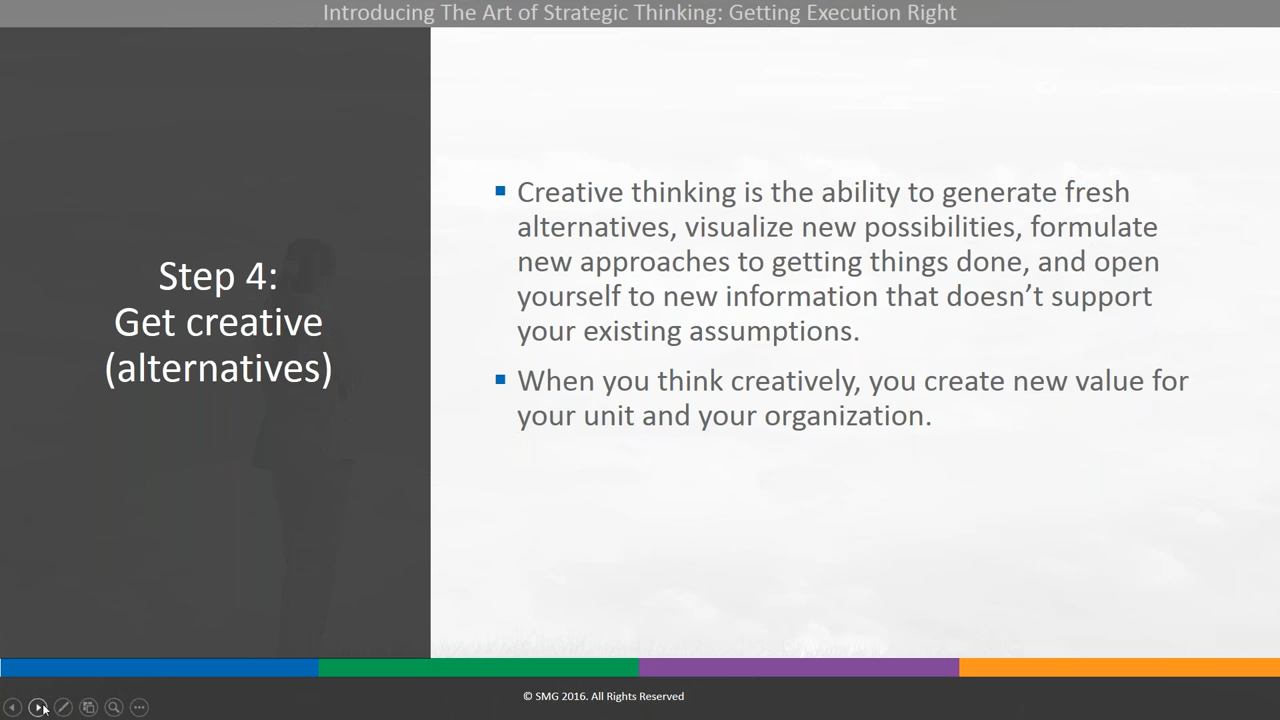 Introducing The Art of Strategic Thinking: Getting Execution Right
Step 4:
Get creative
(alternatives)
Creative thinking is the ability to generate fresh
alternatives, visualize new possibilities, formulate
new approaches to getting things done, and open
yourself to new information that doesn’t support
your existing assumptions.
When you think creatively, you create new value for
your unit and your organization.
© SMG 2016. All Rights Reserved